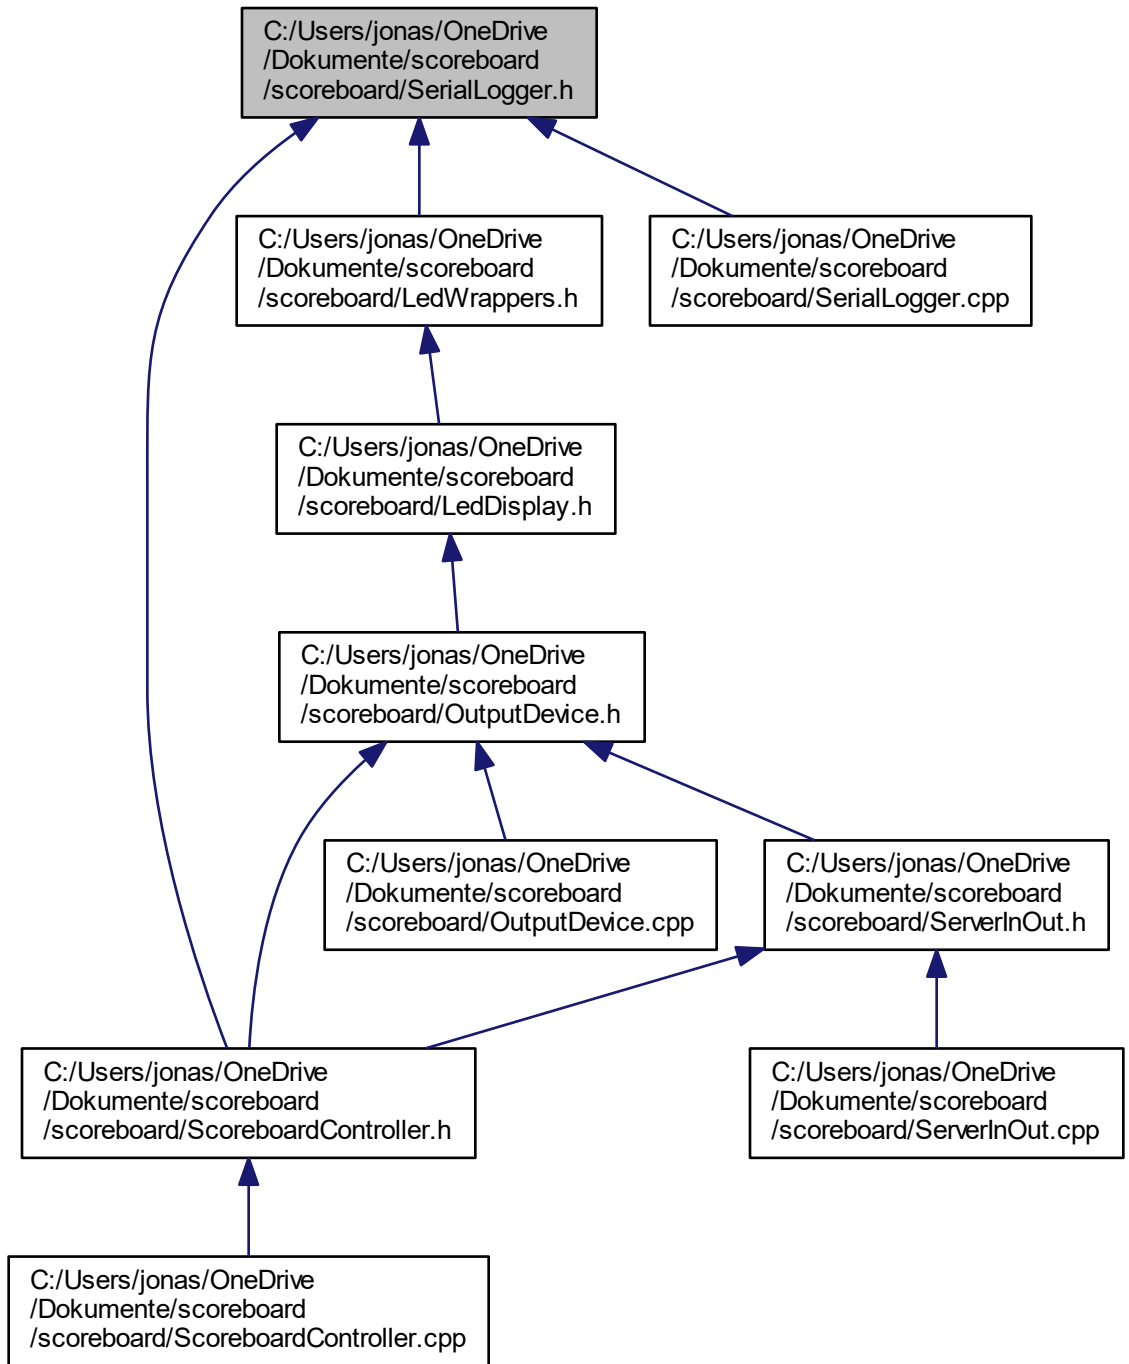 C:/Users/jonas/OneDrive
/Dokumente/scoreboard
/scoreboard/SerialLogger.h
C:/Users/jonas/OneDrive
/Dokumente/scoreboard
/scoreboard/LedWrappers.h
C:/Users/jonas/OneDrive
/Dokumente/scoreboard
/scoreboard/SerialLogger.cpp
C:/Users/jonas/OneDrive
/Dokumente/scoreboard
/scoreboard/LedDisplay.h
C:/Users/jonas/OneDrive
/Dokumente/scoreboard
/scoreboard/OutputDevice.h
C:/Users/jonas/OneDrive
/Dokumente/scoreboard
/scoreboard/OutputDevice.cpp
C:/Users/jonas/OneDrive
/Dokumente/scoreboard
/scoreboard/ServerInOut.h
C:/Users/jonas/OneDrive
/Dokumente/scoreboard
/scoreboard/ScoreboardController.h
C:/Users/jonas/OneDrive
/Dokumente/scoreboard
/scoreboard/ServerInOut.cpp
C:/Users/jonas/OneDrive
/Dokumente/scoreboard
/scoreboard/ScoreboardController.cpp